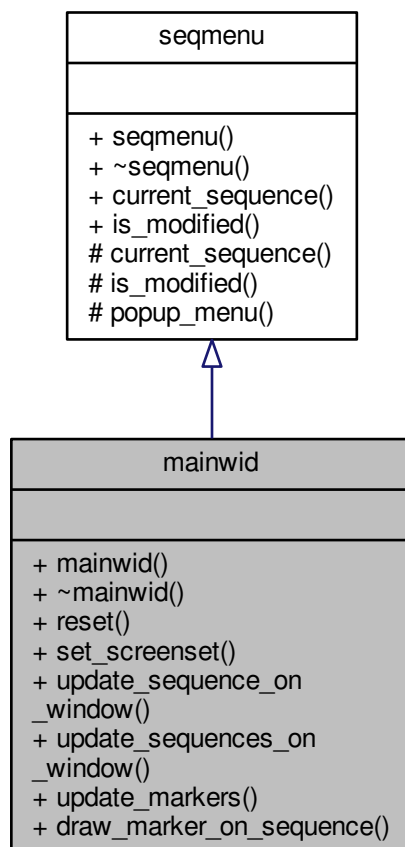 seqmenu
+ seqmenu()
+ ~seqmenu()
+ current_sequence()
+ is_modified()
# current_sequence()
# is_modified()
# popup_menu()
mainwid
+ mainwid()
+ ~mainwid()
+ reset()
+ set_screenset()
+ update_sequence_on
_window()
+ update_sequences_on
_window()
+ update_markers()
+ draw_marker_on_sequence()